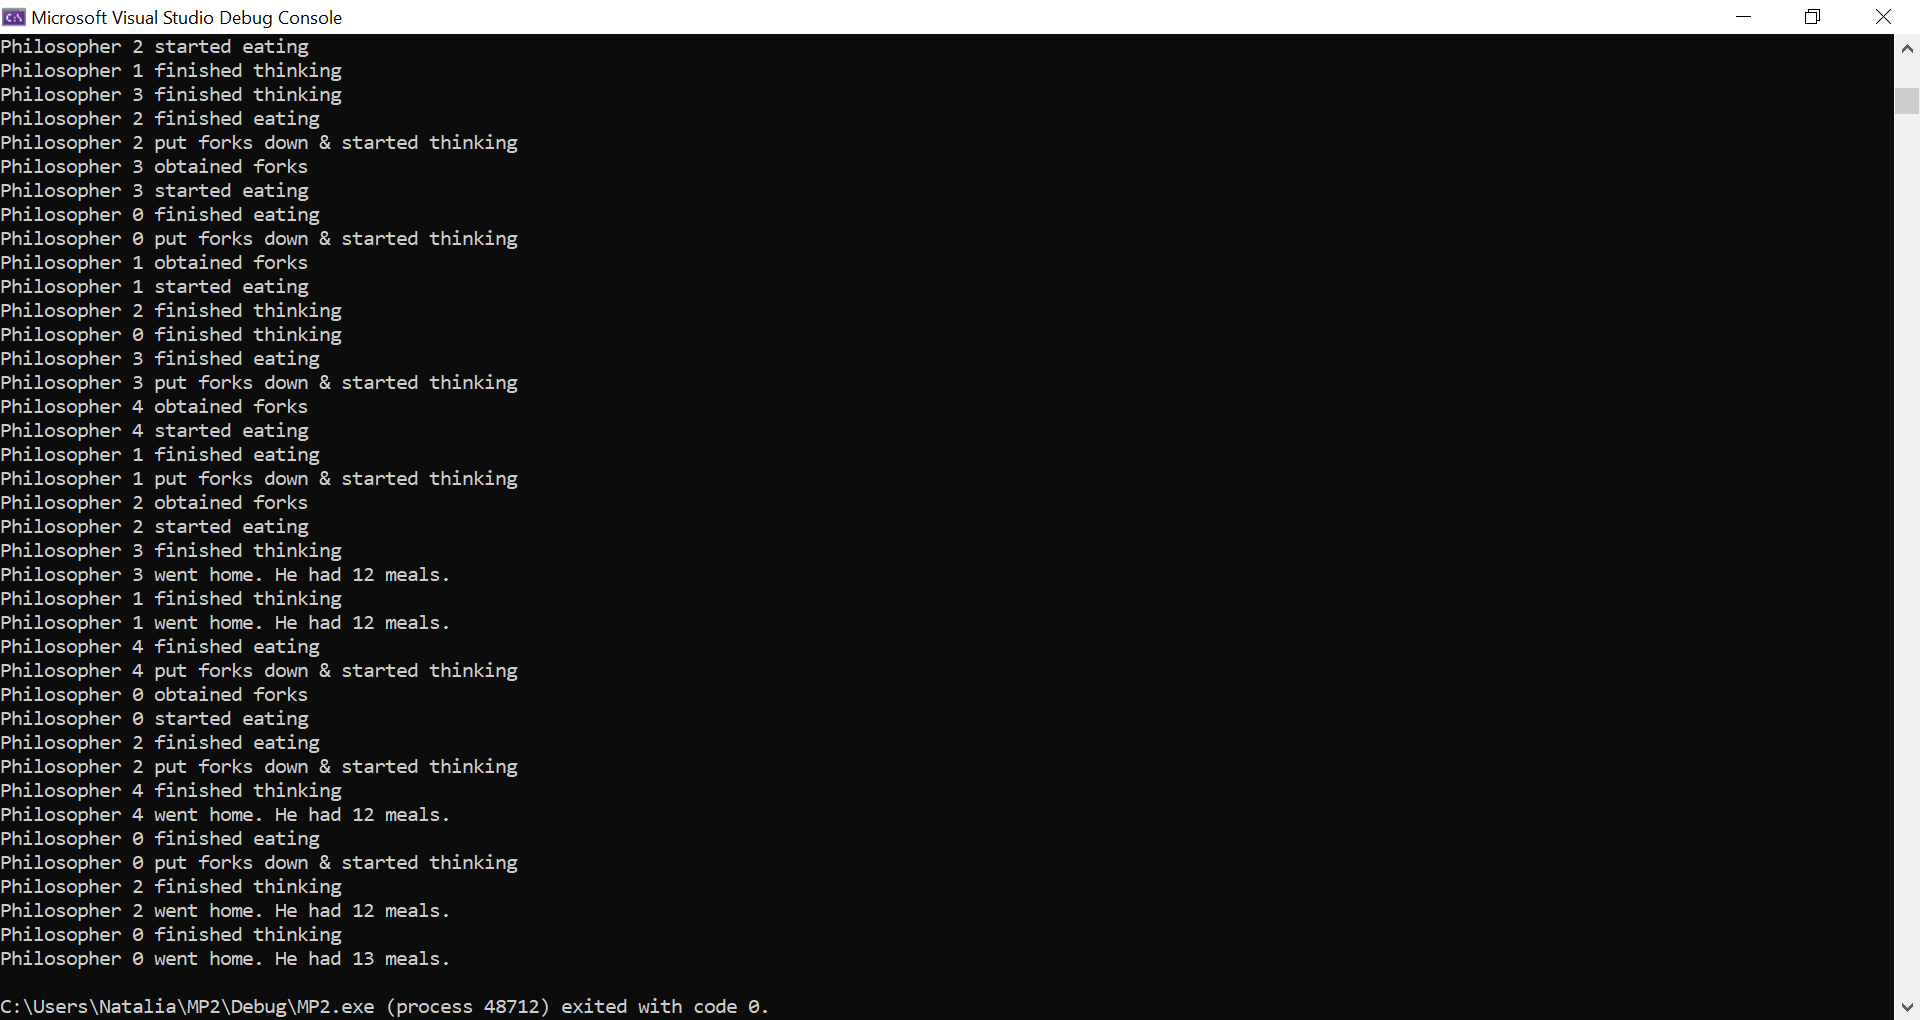 Microsoft Visual Studio Debug Console
Philosopher 2 started eating
Philosopher 1 finished thinking
Philosopher 3 finished thinking
Philosopher 2 finished eating
Philosopher 2 put forks down & started thinking
Philosopher 3 obtained forks
Philosopher 3 started eating
Philosopher 0 finished eating
Philosopher 0 put forks down & started thinking
Philosopher 1 obtained forks
Philosopher 1 started eating
Philosopher 2 finished thinking
Philosopher 0 finished thinking
Philosopher 3 finished eating
Philosopher 3 put forks down & started thinking
Philosopher 4 obtained forks
Philosopher 4 started eating
Philosopher 1 finished eating
Philosopher 1 put forks down & started thinking
Philosopher 2 obtained forks
Philosopher 2 started eating
Philosopher 3 finished thinking
Philosopher 3 went home. He had 12 meals.
Philosopher 1 finished thinking
Philosopher 1 went home. He had 12 meals.
Philosopher 4 finished eating
Philosopher 4 put forks down & started thinking
Philosopher 0 obtained forks
Philosopher 0 started eating
Philosopher 2 finished eating
Philosopher 2 put forks down & started thinking
Philosopher 4 finished thinking
Philosopher 4 went home. He had 12 meals.
Philosopher 0 finished eating
Philosopher 0 put forks down & started thinking
Philosopher 2 finished thinking
Philosopher 2 went home. He had 12 meals.
Philosopher 0 finished thinking
Philosopher 0 went home. He had 13 meals.
C:\Users\Natalia\MP2\Debug\MP2.exe (process 48712) exited with code 0.